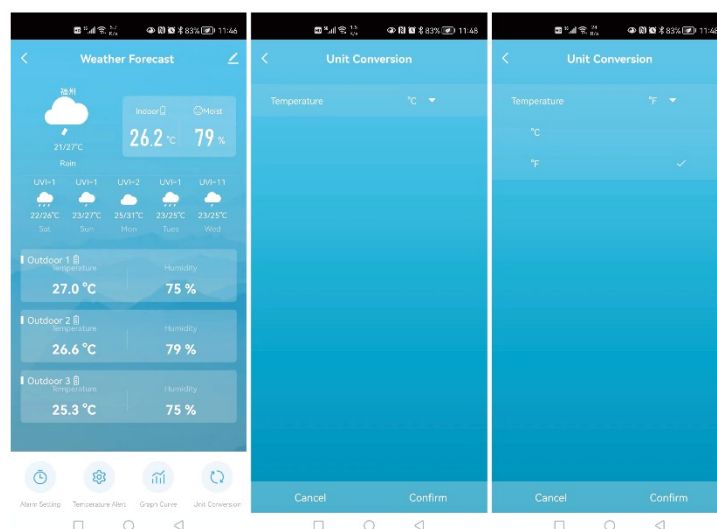 11:46
Weather Forecast
福州
21/27°C
Rain
Indoor
Moist
26.2 °C
79 %
UVI-1 UVI-1 UVI-2 UVI-1 UVI-11
22/26°C 23/27°C 25/31°C 23/25°C 23/25°C
Sat Sun Mon Tues Wed
Outdoor 1
Temperature Humidity
27.0 °C 75 %
Outdoor 2
Temperature Humidity
26.6 °C 79 %
Outdoor 3
Temperature Humidity
25.3 °C 75 %
Alarm Setting Temperature Alert Graph Curve Unit Conversion
83% 11:48
Unit Conversion
Temperature °C
Cancel Confirm
83% 11:48
Unit Conversion
Temperature °F
°C
°F
Cancel Confirm